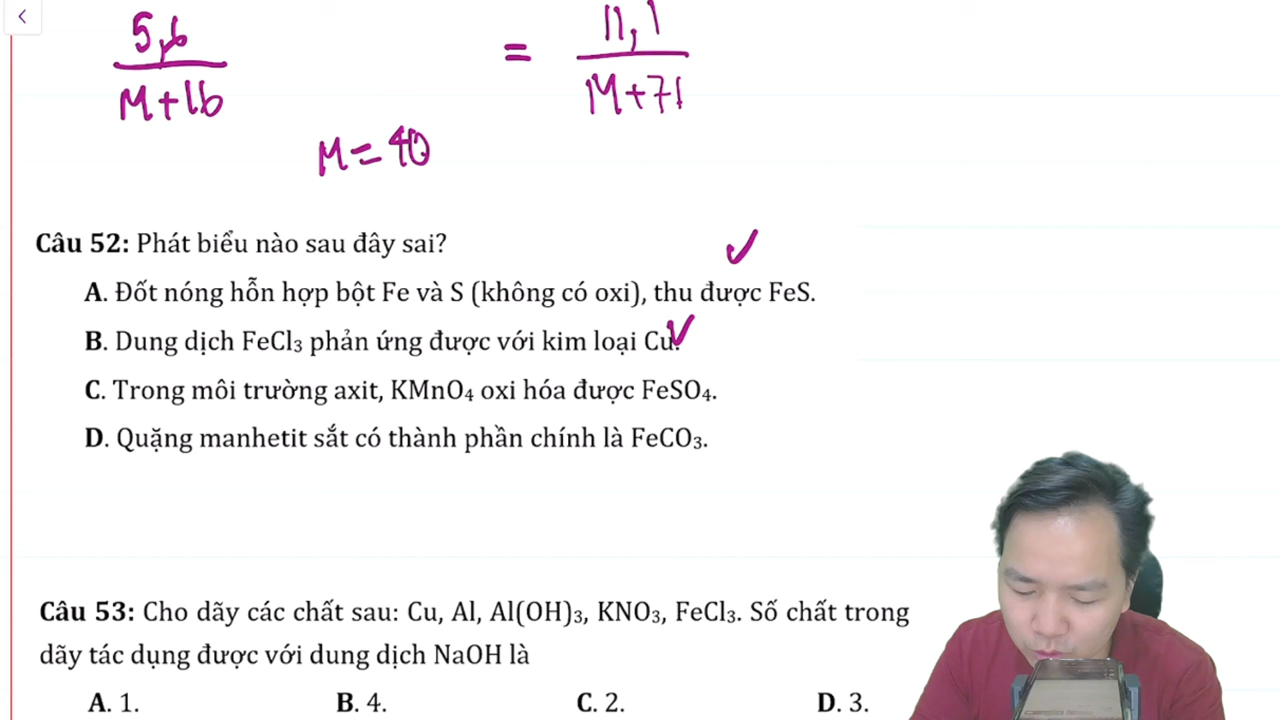 5,6 = 11,1
M+16 M+71
M = 40
Câu 52: Phát biểu nào sau đây sai?
A. Đốt nóng hỗn hợp bột Fe và S (không có oxi), thu được FeS.
B. Dung dịch FeCl₃ phản ứng được với kim loại Cu.
C. Trong môi trường axit, KMnO₄ oxi hóa được FeSO₄.
D. Quặng manhetit sắt có thành phần chính là FeCO₃.
Câu 53: Cho dãy các chất sau: Cu, Al, Al(OH)₃, KNO₃, FeCl₃. Số chất trong
dãy tác dụng được với dung dịch NaOH là
A. 1. B. 4. C. 2. D. 3.